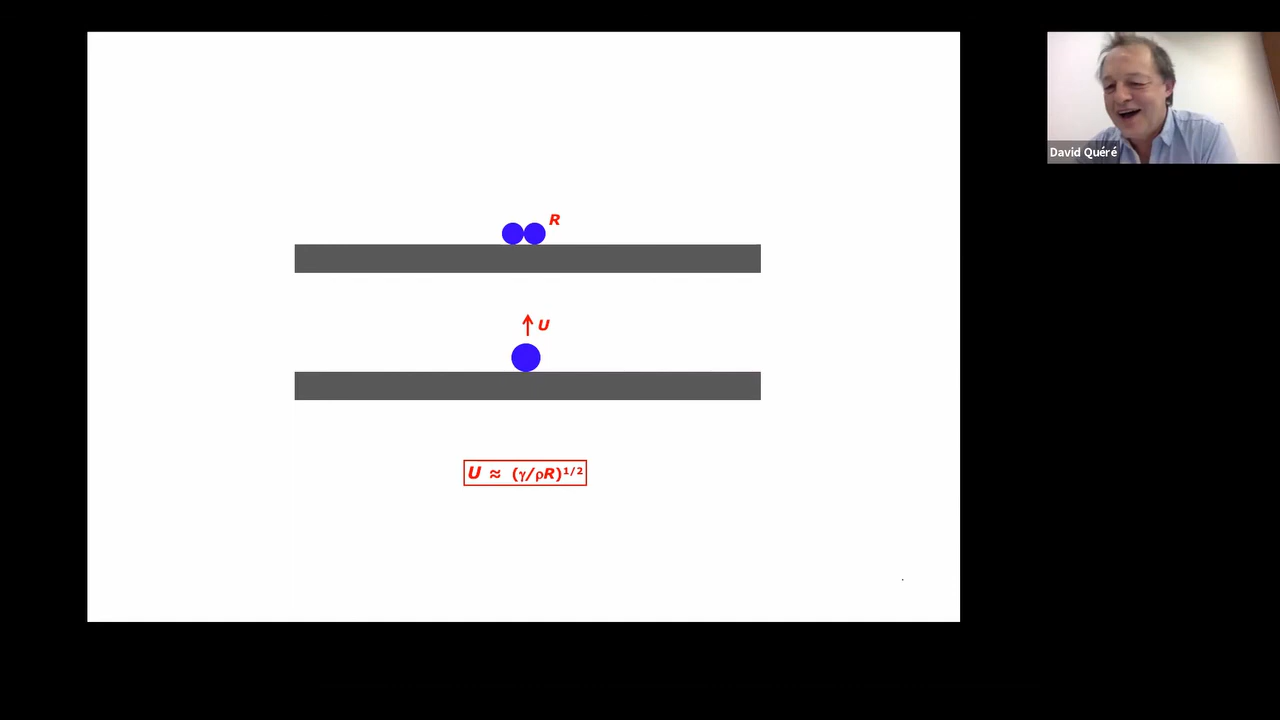 R
U
U ≈ (γ/ρR)^1/2
David Quéré